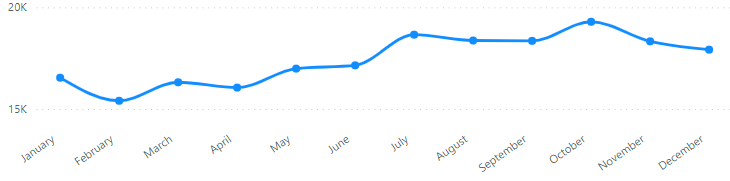 20K
15K
January
February
March
April
May
June
July
August
September
October
November
December